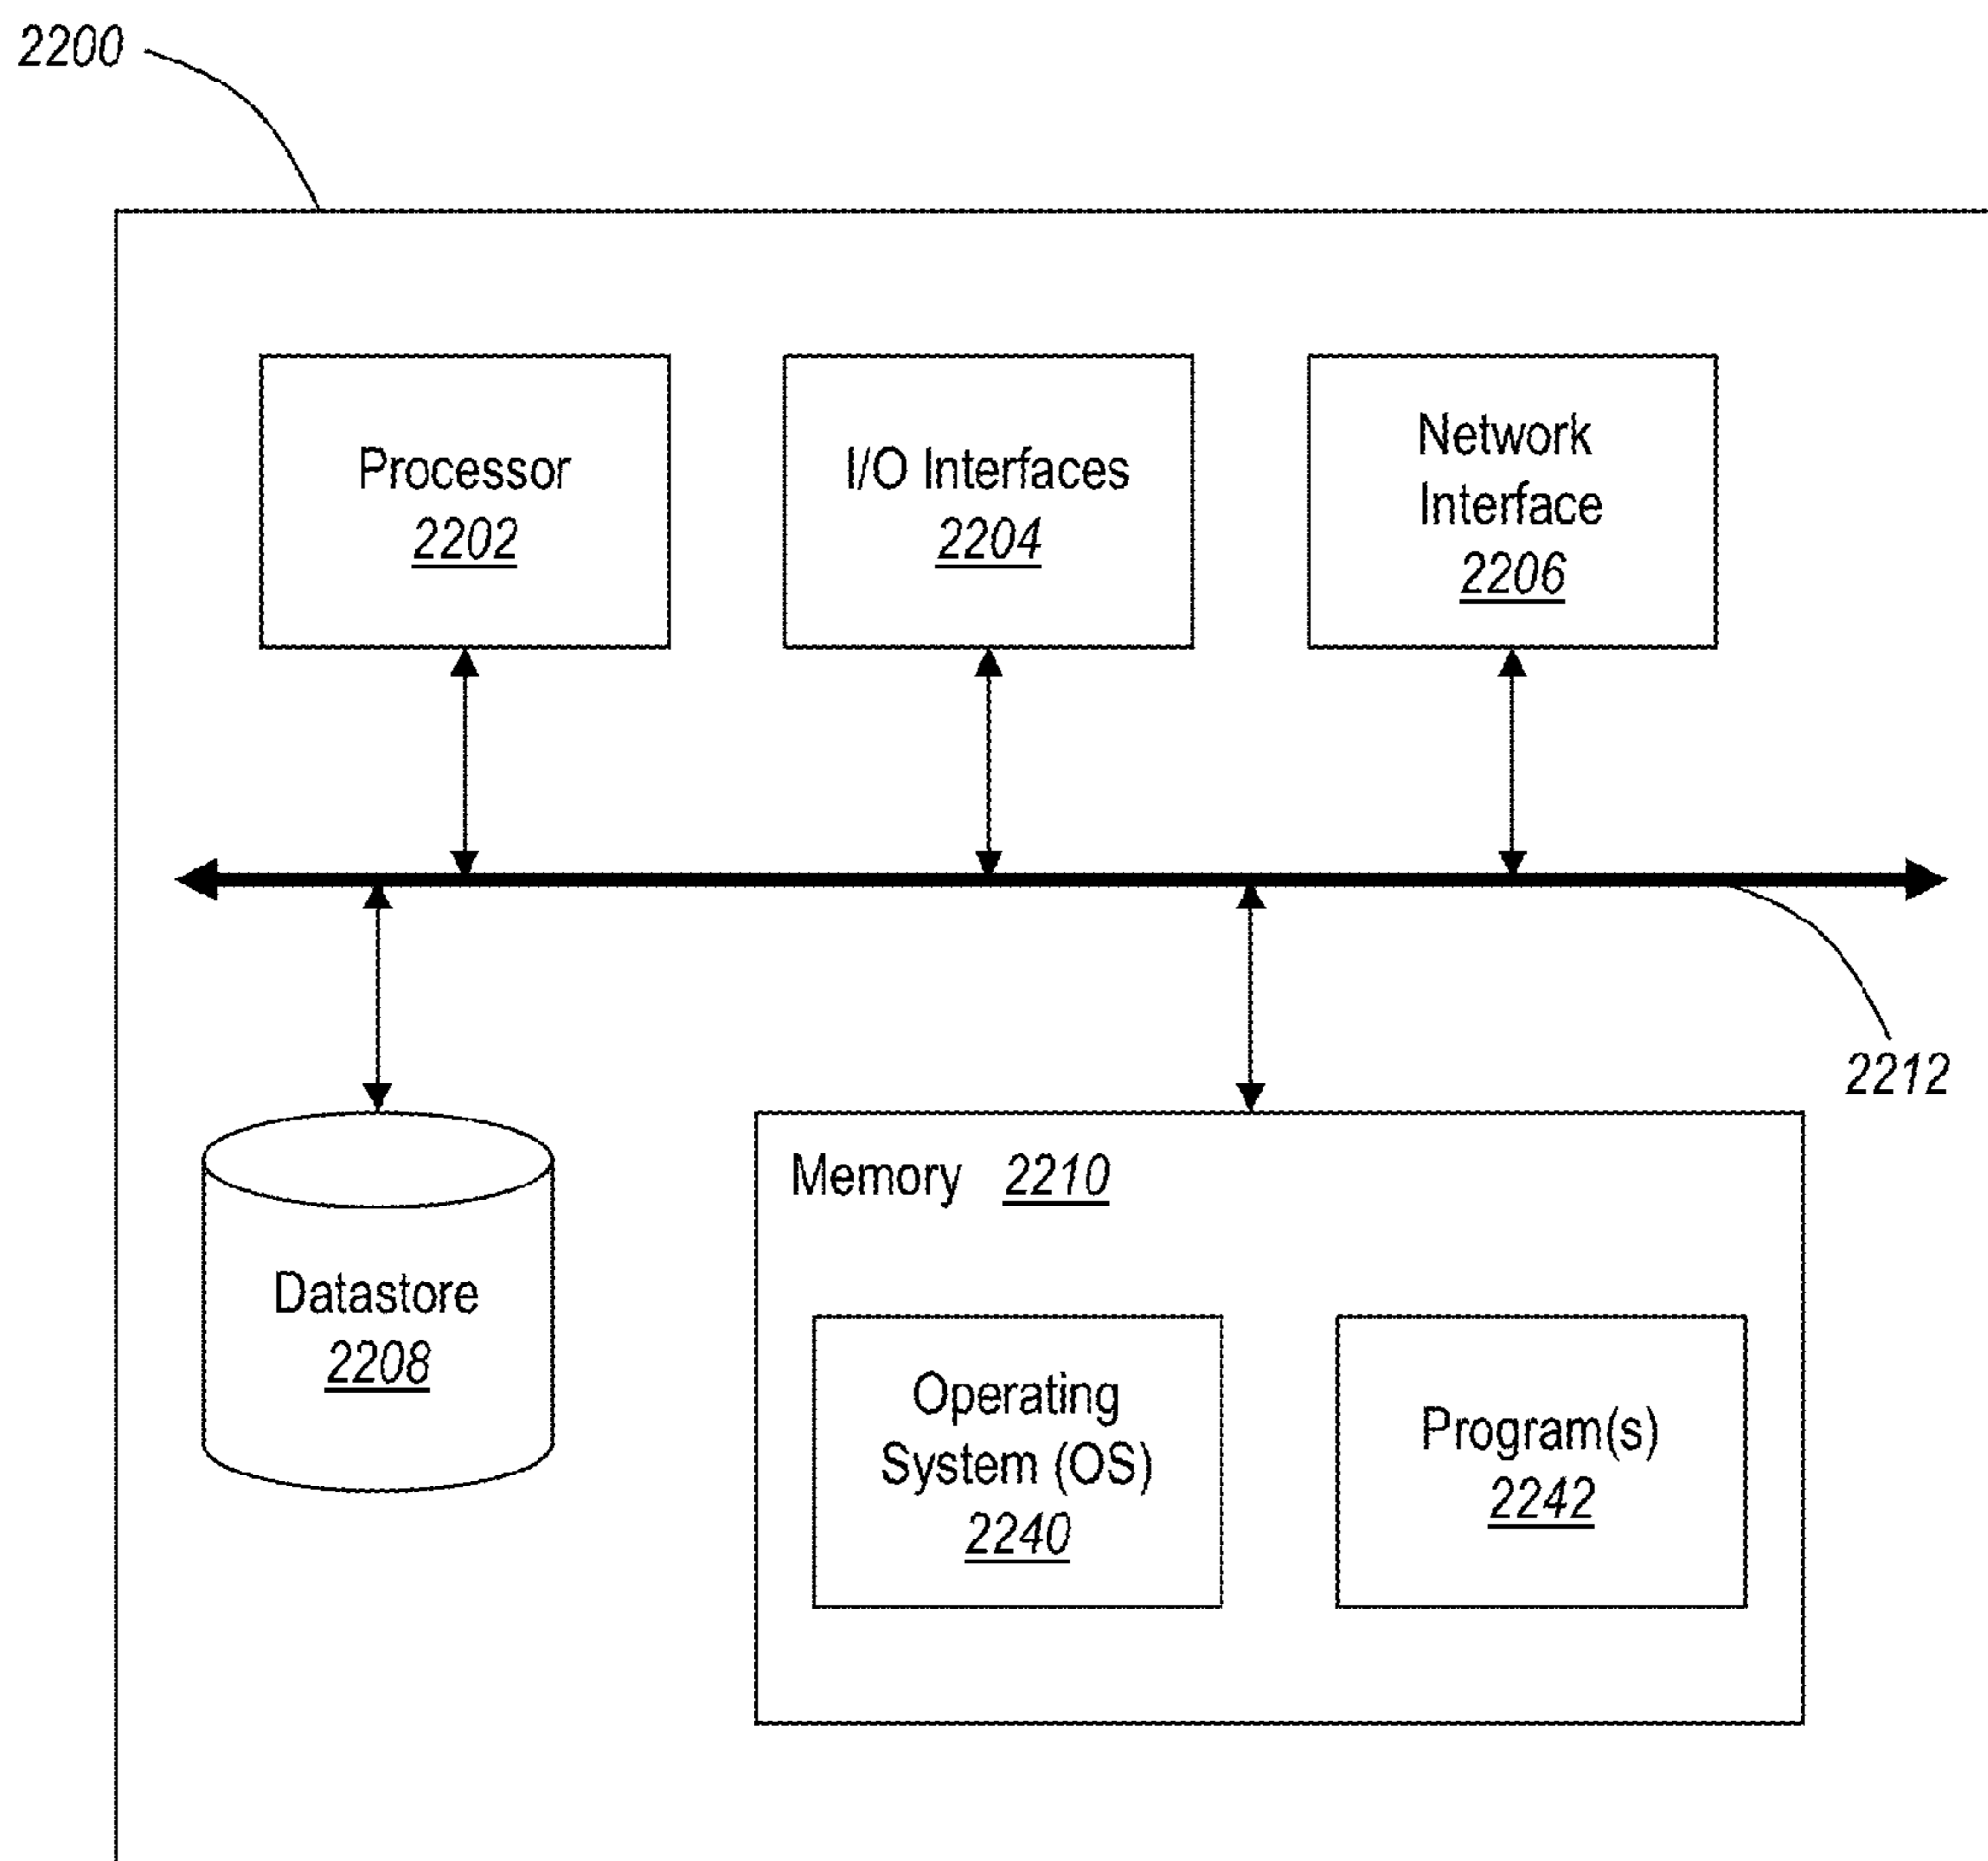 2200
Processor
2202
I/O Interfaces
2204
Network
Interface
2206
2212
Datastore
2208
Memory 2210
Operating
System (OS)
2240
Program(s)
2242